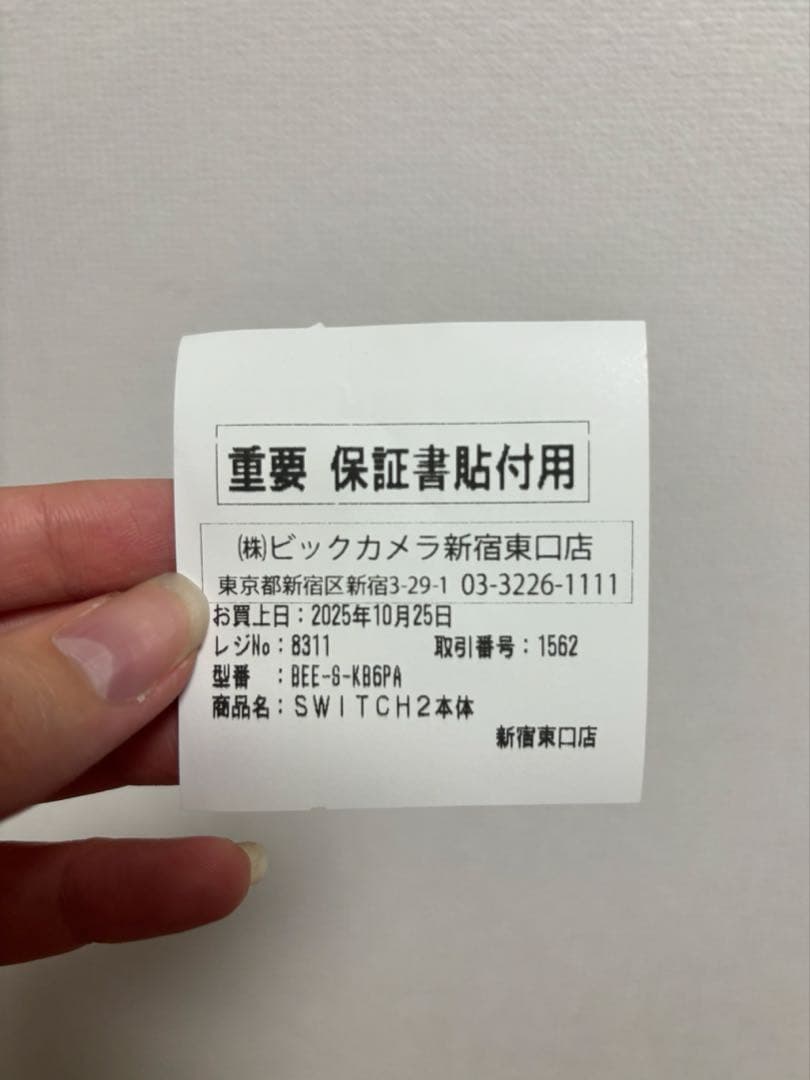 重要 保証書貼付用
㈱ビックカメラ新宿東口店
東京都新宿区新宿3-29-1 03-3226-1111
お買上日：2025年10月25日
レジNo：8311 取引番号：1562
型番 ：BEE-S-KB6PA
商品名：ＳＷＩＴＣＨ２本体
新宿東口店